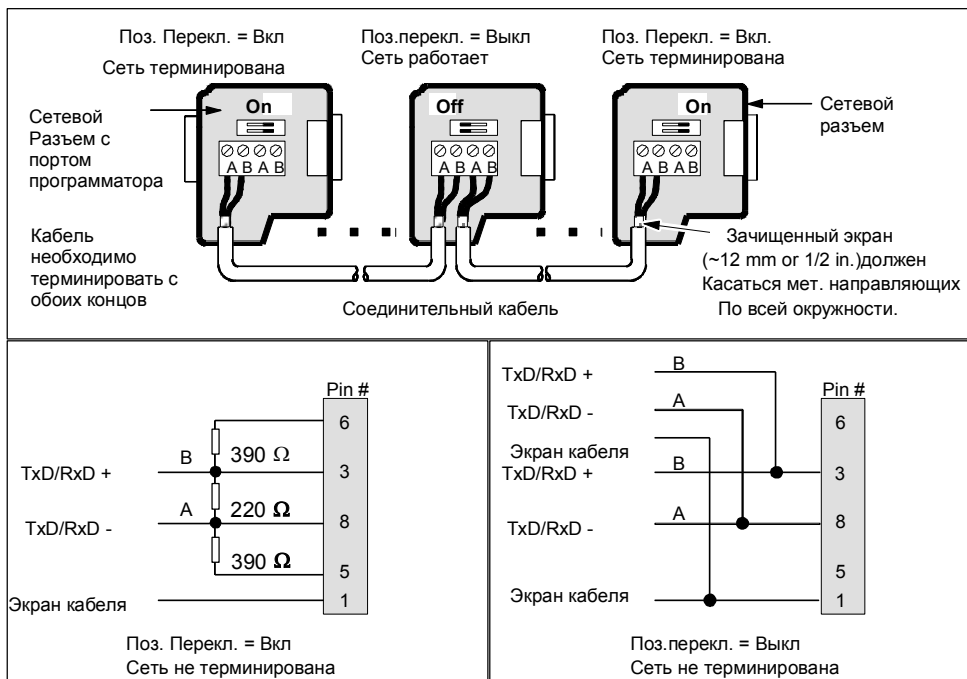 Поз. Перекл. = Вкл
Сеть терминирована
Поз.перекл. = Выкл
Сеть работает
Поз. Перекл. = Вкл.
Сеть терминирована
Сетевой
Разъем с
портом
программатора
On
A B A B
Off
A B A B
On
A B A B
Сетевой
разъем
Кабель
необходимо
терминировать с
обоих концов
Соединительный кабель
Зачищенный экран
(~12 mm or 1/2 in.)должен
Касаться мет. направляющих
По всей окружности.
Pin #
6
390 Ω
TxD/RxD +
B
3
220 Ω
TxD/RxD -
A
8
390 Ω
5
Экран кабеля
1
Поз. Перекл. = Вкл
Сеть не терминирована
Pin #
TxD/RxD +
B
6
TxD/RxD -
A
Экран кабеля
TxD/RxD +
B
3
TxD/RxD -
A
8
5
Экран кабеля
1
Поз.перекл. = Выкл
Сеть не терминирована